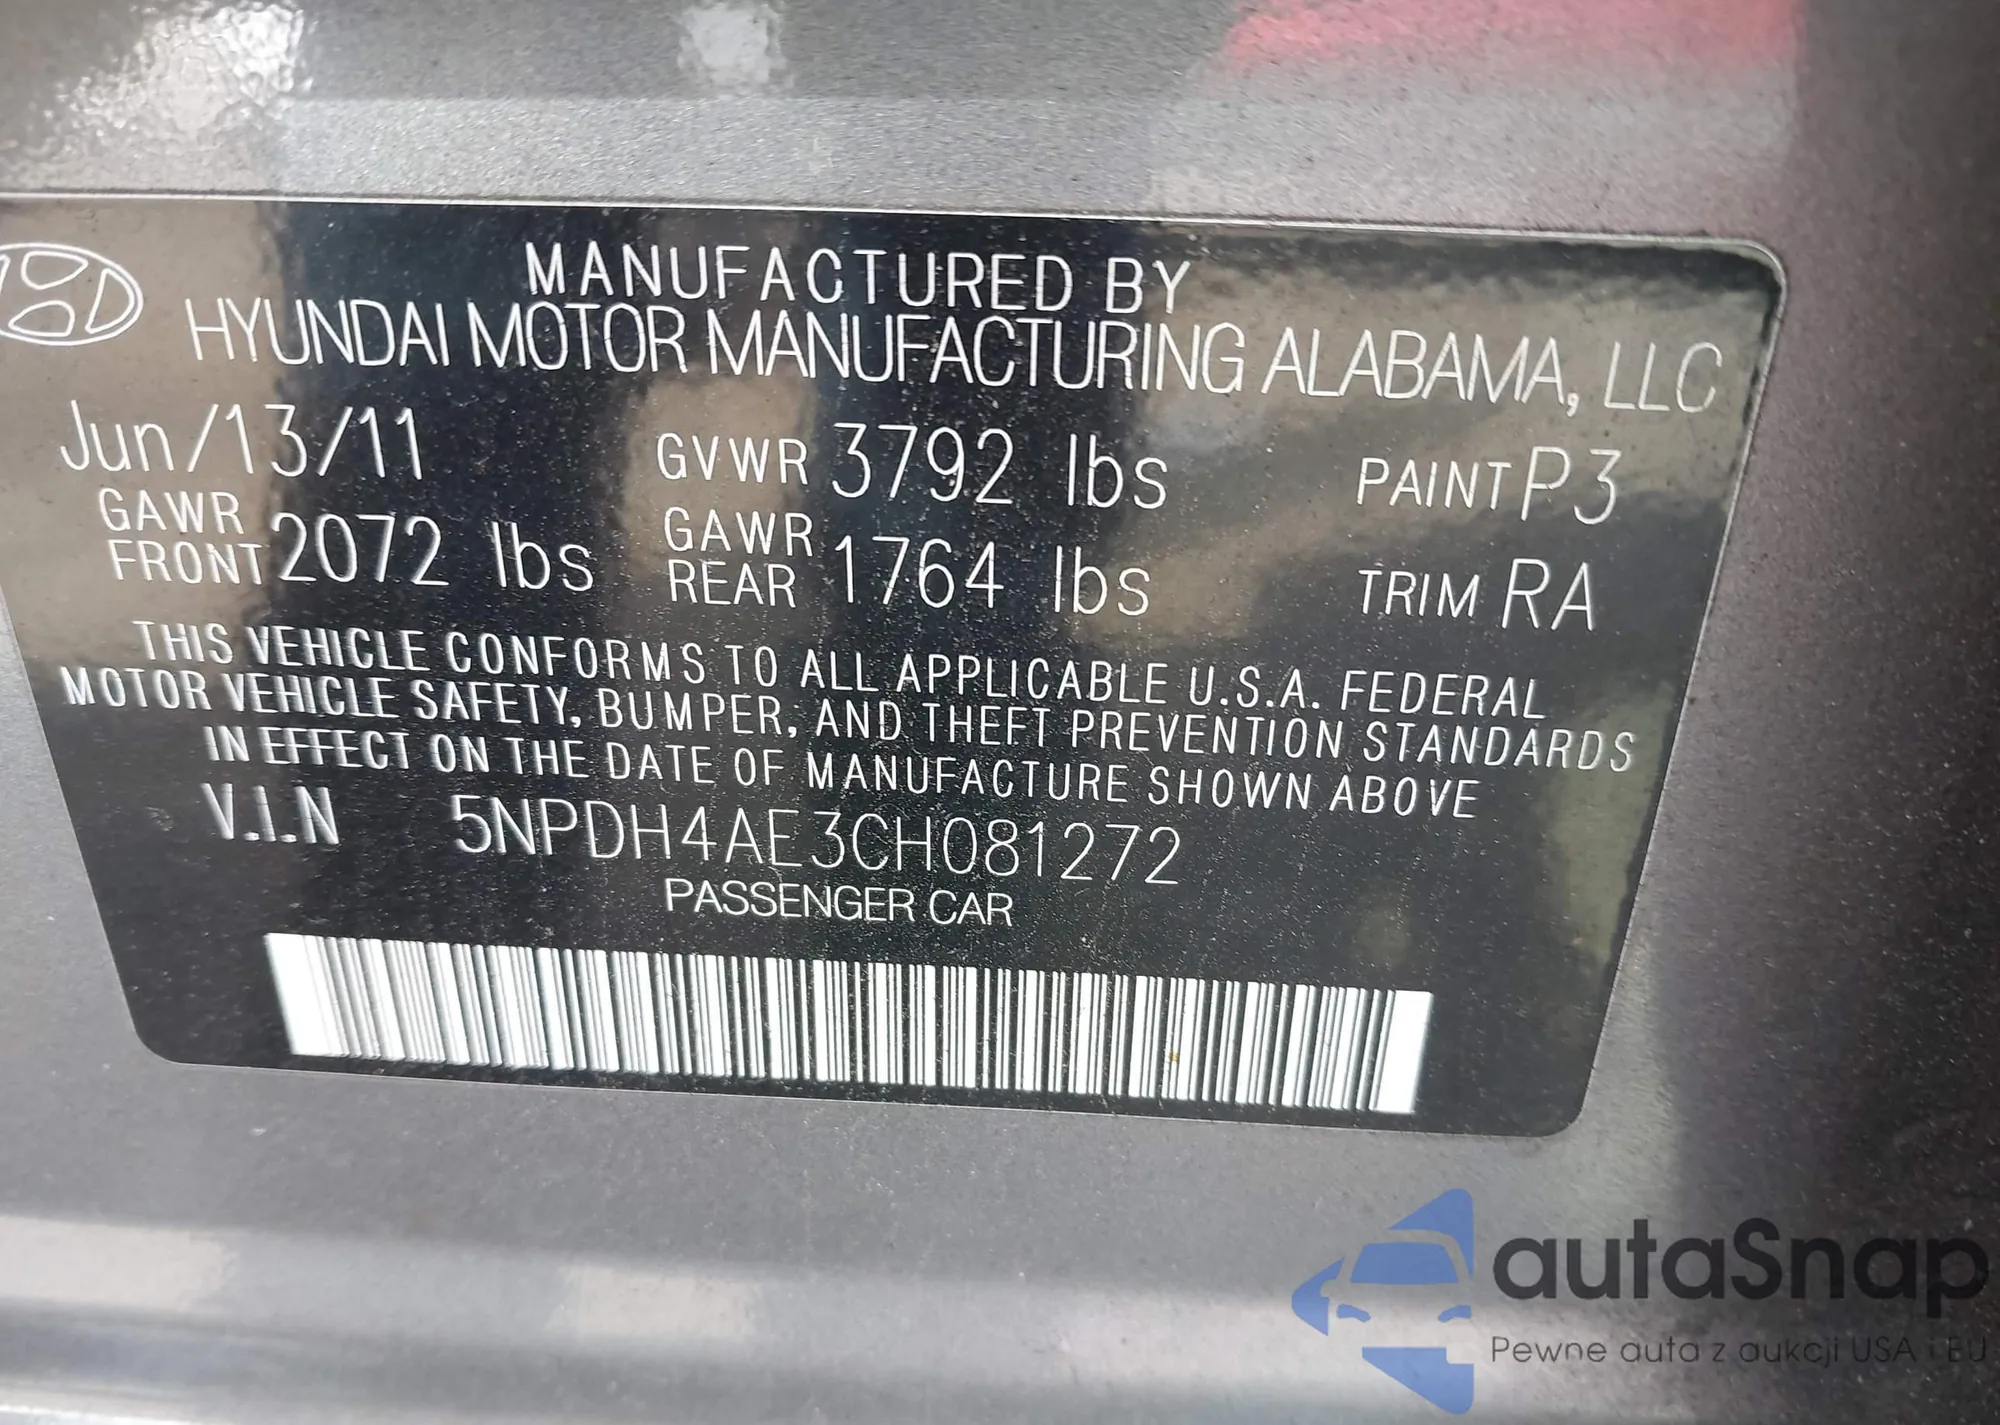 MANUFACTURED BY
HYUNDAI MOTOR MANUFACTURING ALABAMA, LLC
Jun/13/11 GVWR 3792 lbs PAINT P3
GAWR FRONT 2072 lbs GAWR REAR 1764 lbs TRIM RA
THIS VEHICLE CONFORMS TO ALL APPLICABLE U.S.A. FEDERAL
MOTOR VEHICLE SAFETY, BUMPER, AND THEFT PREVENTION STANDARDS
IN EFFECT ON THE DATE OF MANUFACTURE SHOWN ABOVE
V.I.N 5NPDH4AE3CH081272
PASSENGER CAR
autaSnap
Pewne auta z aukcji USA i EU